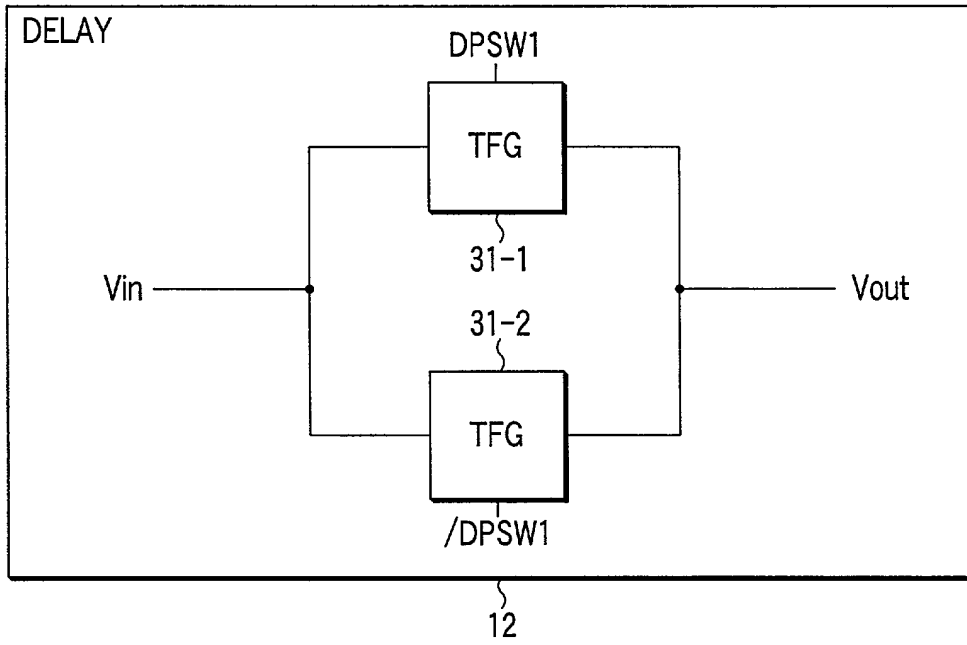 DELAY
DPSW1
TFG
31-1
Vin
Vout
31-2
TFG
/DPSW1
12